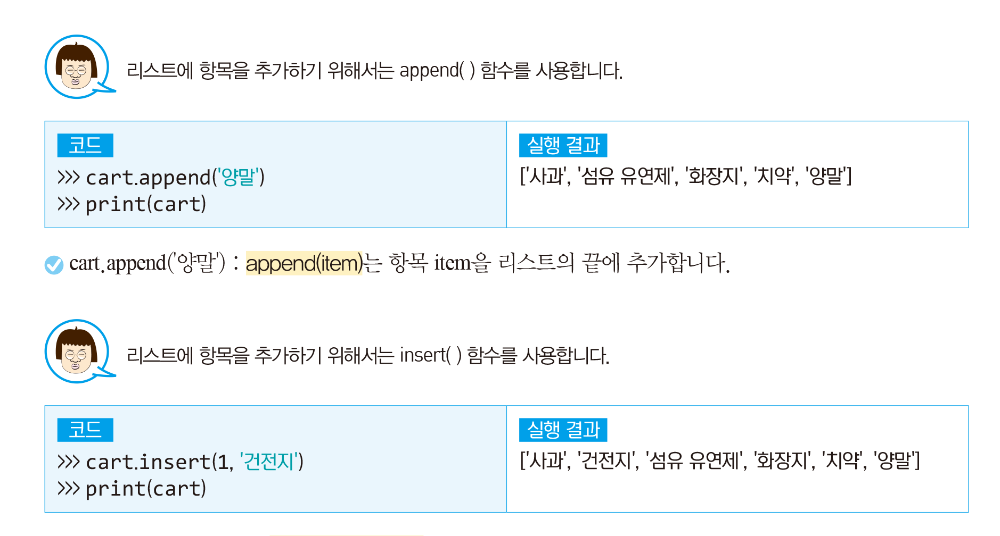 리스트에 항목을 추가하기 위해서는 append( ) 함수를 사용합니다.
코드
>>> cart.append('양말')
>>> print(cart)
실행 결과
['사과', '섬유 유연제', '화장지', '치약', '양말']
cart.append('양말') : append(item)는 항목 item을 리스트의 끝에 추가합니다.
리스트에 항목을 추가하기 위해서는 insert( ) 함수를 사용합니다.
코드
>>> cart.insert(1, '건전지')
>>> print(cart)
실행 결과
['사과', '건전지', '섬유 유연제', '화장지', '치약', '양말']